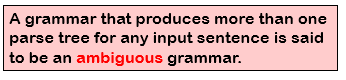 A grammar that produces more than one
parse tree for any input sentence is said
to be an ambiguous grammar.